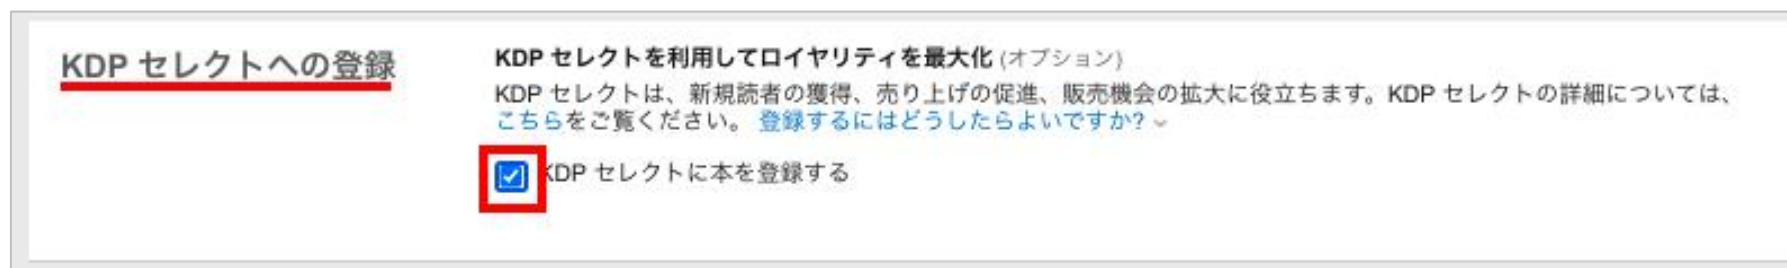 KDP セレクトへの登録
KDP セレクトを利用してロイヤリティを最大化 (オプション)
KDP セレクトは、新規読者の獲得、売り上げの促進、販売機会の拡大に役立ちます。KDP セレクトの詳細については、
こちらをご覧ください。 登録するにはどうしたらよいですか?
KDP セレクトに本を登録する